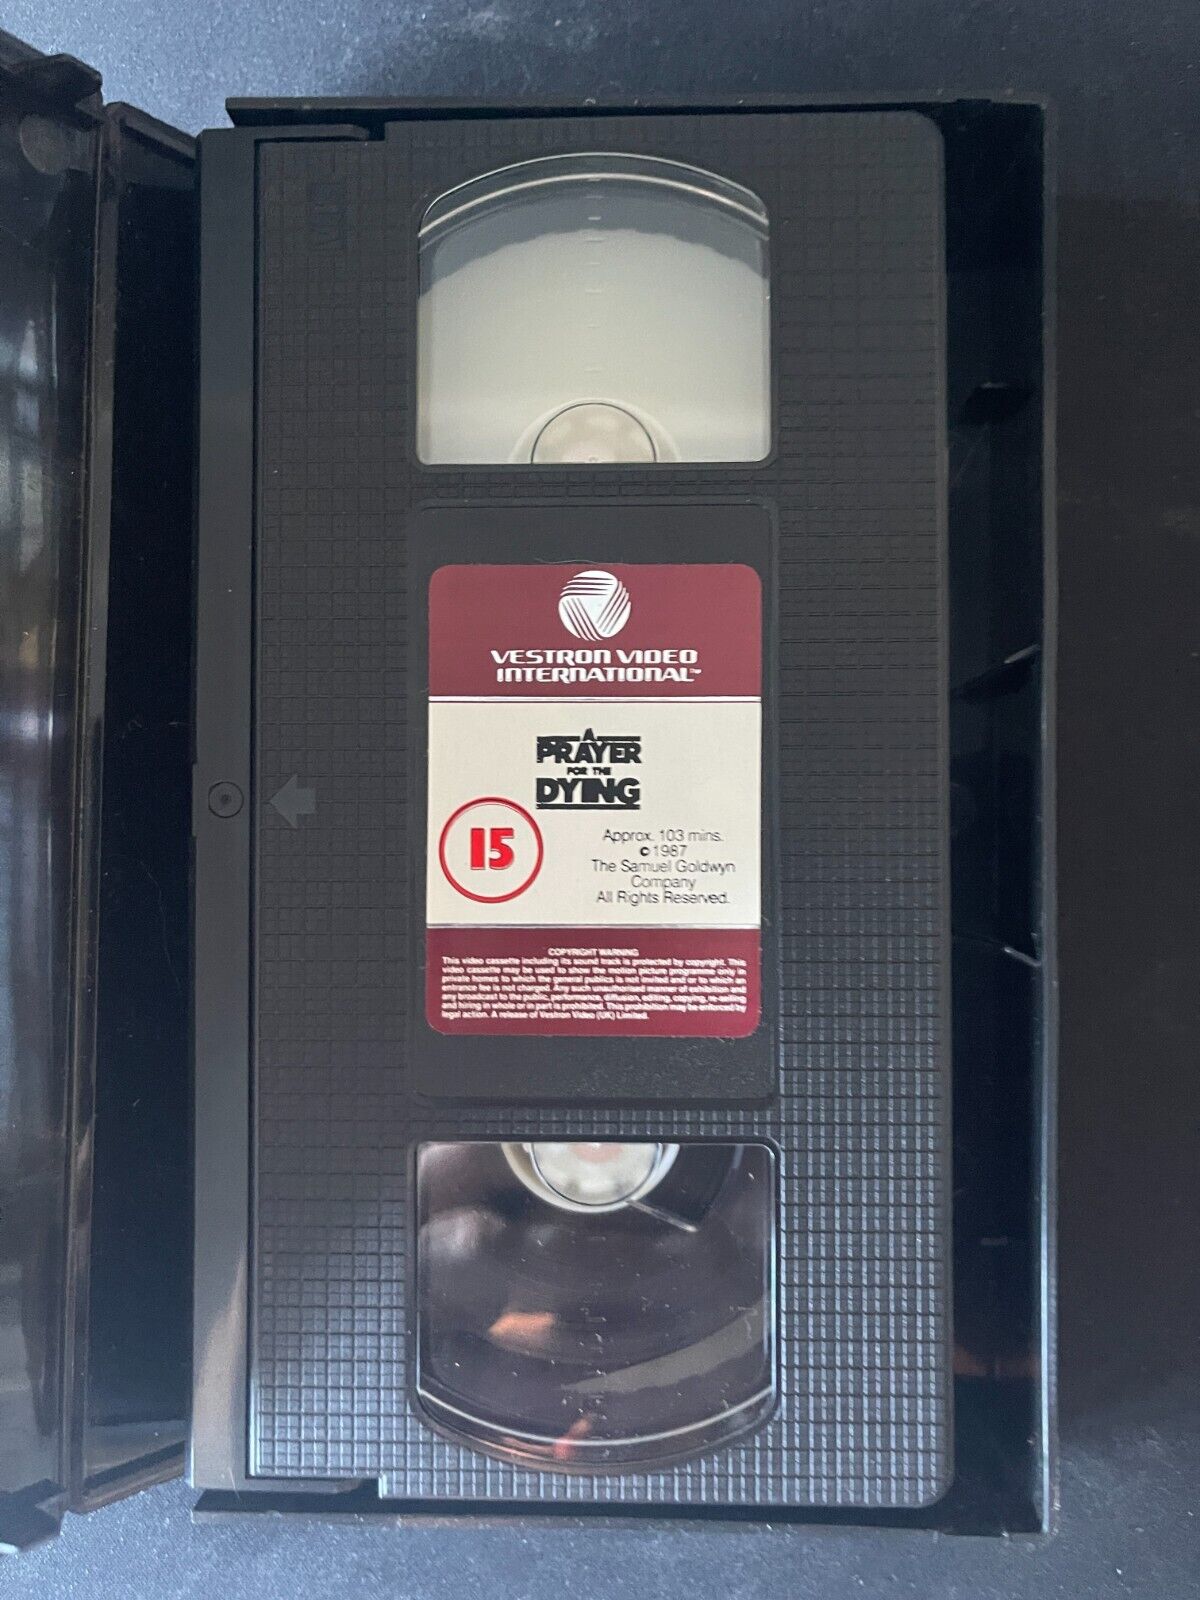 VESTRON VIDEO
INTERNATIONAL™
A
PRAYER
FOR THE
DYING
15
Approx. 103 mins.
©1987
The Samuel Goldwyn
Company
All Rights Reserved.
COPYRIGHT WARNING
This video cassette including its sound track is protected by copyright. This
video cassette may be used to show the motion picture programme only in
private homes to which the general public is not invited and or to which an
entrance fee is not charged. Any such unauthorised manner of exhibition and
any broadcast to the public, performance, diffusion, editing, copying, re-selling
and hiring in whole or in part is prohibited. This prohibition may be enforced by
legal action. A release of Vestron Video (UK) Limited.